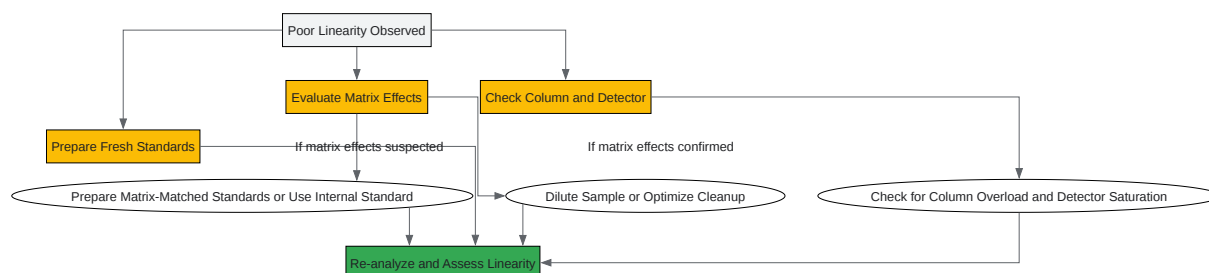 Poor Linearity Observed
Evaluate Matrix Effects
Check Column and Detector
Prepare Fresh Standards
If matrix effects suspected
If matrix effects confirmed
Prepare Matrix-Matched Standards or Use Internal Standard
Dilute Sample or Optimize Cleanup
Check for Column Overload and Detector Saturation
Re-analyze and Assess Linearity